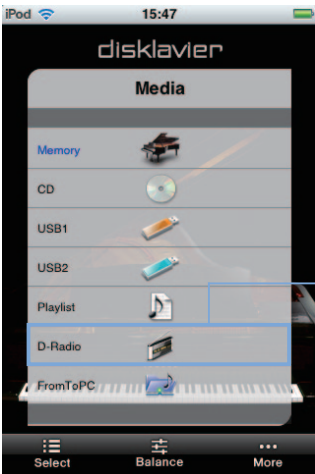 iPod 15:47
disklavier
Media
Memory
CD
USB1
USB2
Playlist
D-Radio
FromToPC
Select Balance More